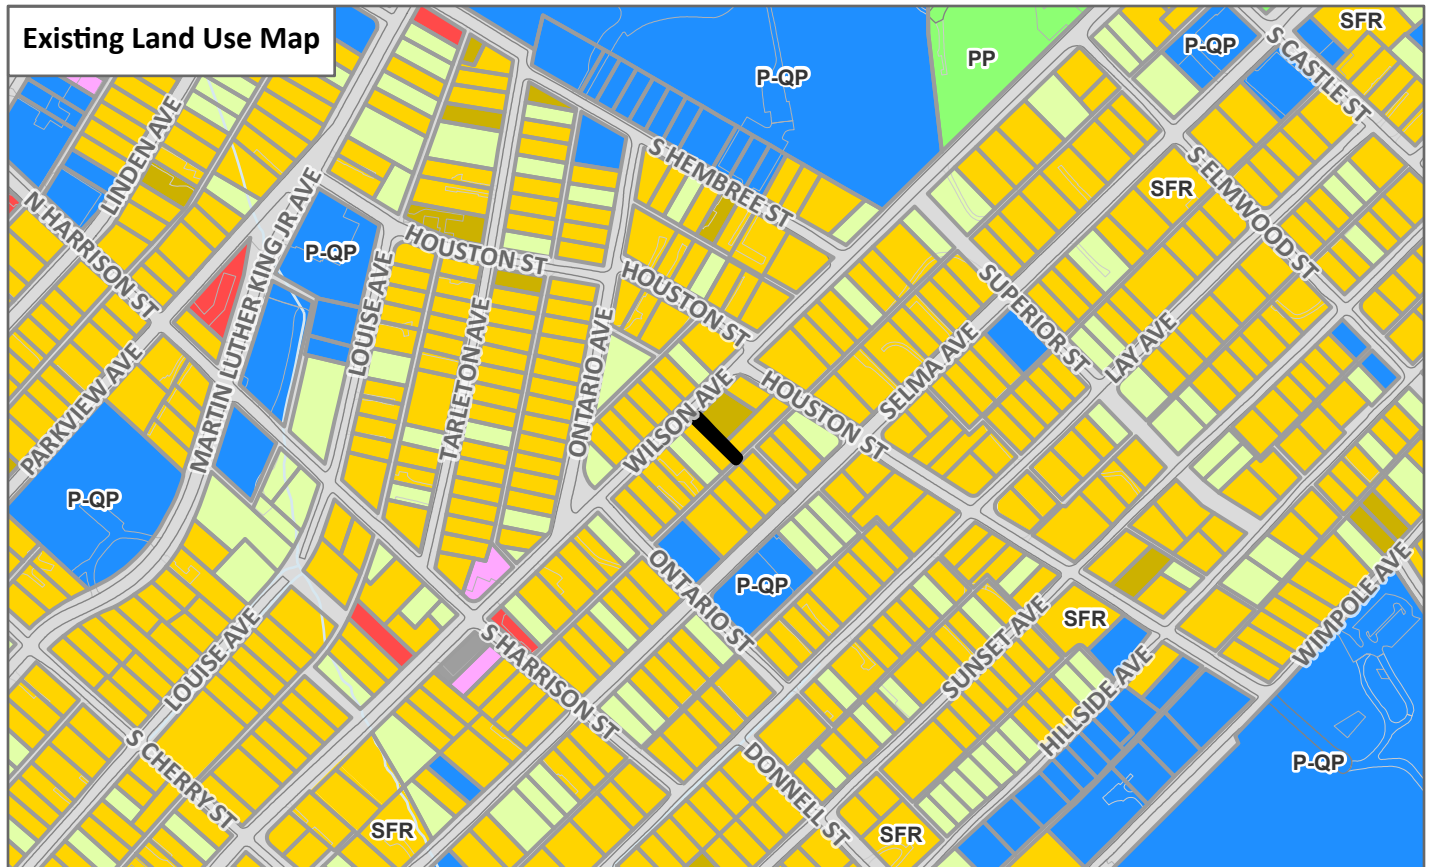 Existing Land Use Map
SFR
P-QP
S CASTLE ST
PP
P-QP
LINDEN AVE
S HEMBREE ST
S ELMWOOD ST
SFR
N HARRISON ST
MARTIN LUTHER KING JR AVE
P-QP
HOUSTON ST
LOUISE AVE
HOUSTON ST
SUPERIOR ST
TARLETON AVE
ONTARIO AVE
SELMA AVE
LAY AVE
PARKVIEW AVE
WILSON AVE
HOUSTON ST
P-QP
ONTARIO ST
P-QP
WIMPOLE AVE
SUNSET AVE
SFR
LOUISE AVE
S HARRISON ST
HILLSIDE AVE
S CHERRY ST
DONNELL ST
P-QP
SFR
SFR